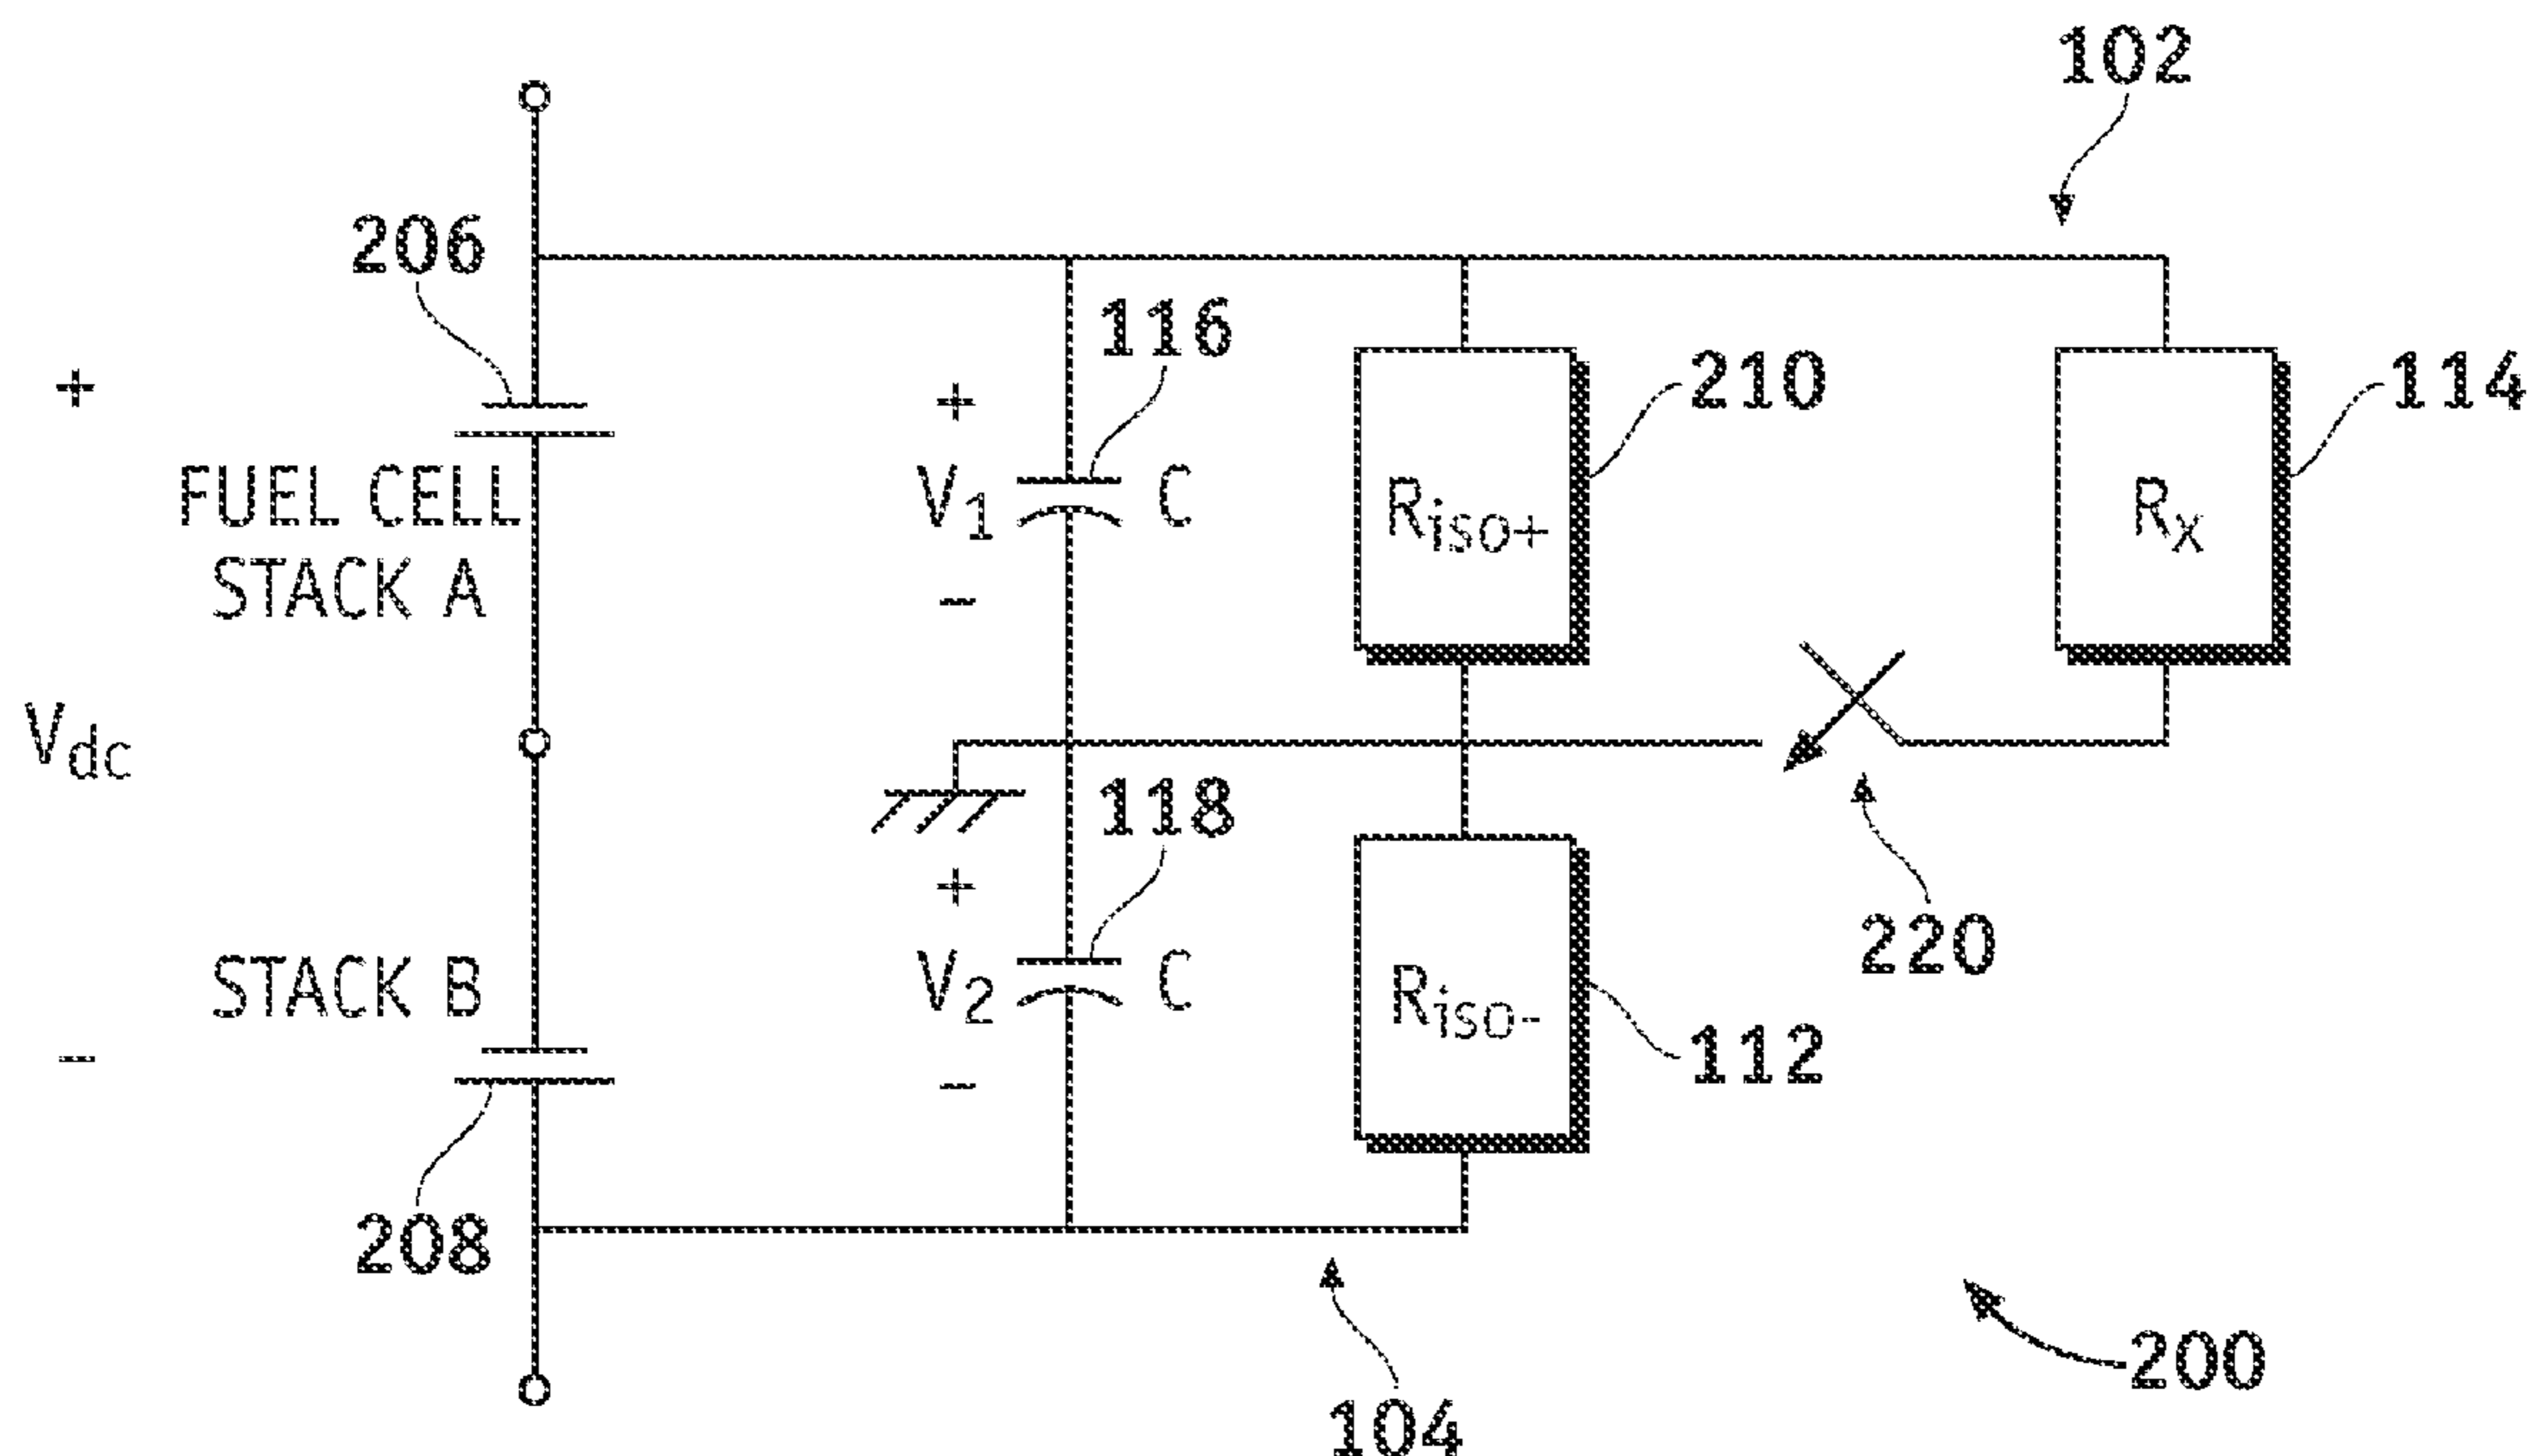 102
206
116
+
+
210
114
FUEL CELL
STACK A
V1
C
Riso+
Rx
-
Vdc
118
+
220
STACK B
V2
C
Riso-
-
-
112
208
200
104